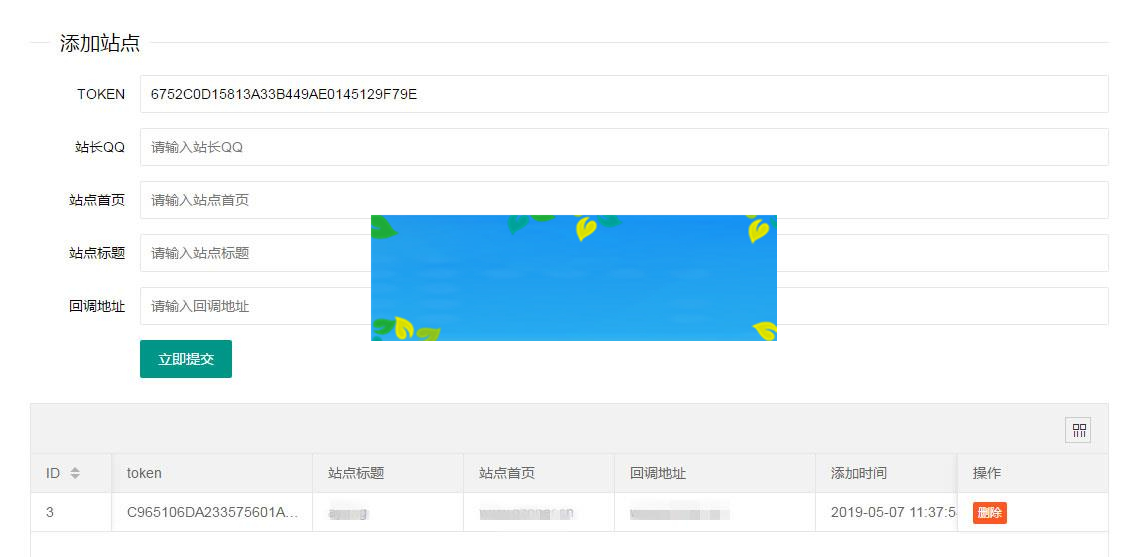 添加站点
TOKEN 6752C0D15813A33B449AE0145129F79E
站长QQ 请输入站长QQ
站点首页 请输入站点首页
站点标题 请输入站点标题
回调地址 请输入回调地址
立即提交
ID token 站点标题 站点首页 回调地址 添加时间 操作
3 C965106DA233575601A... 2019-05-07 11:37:5 删除